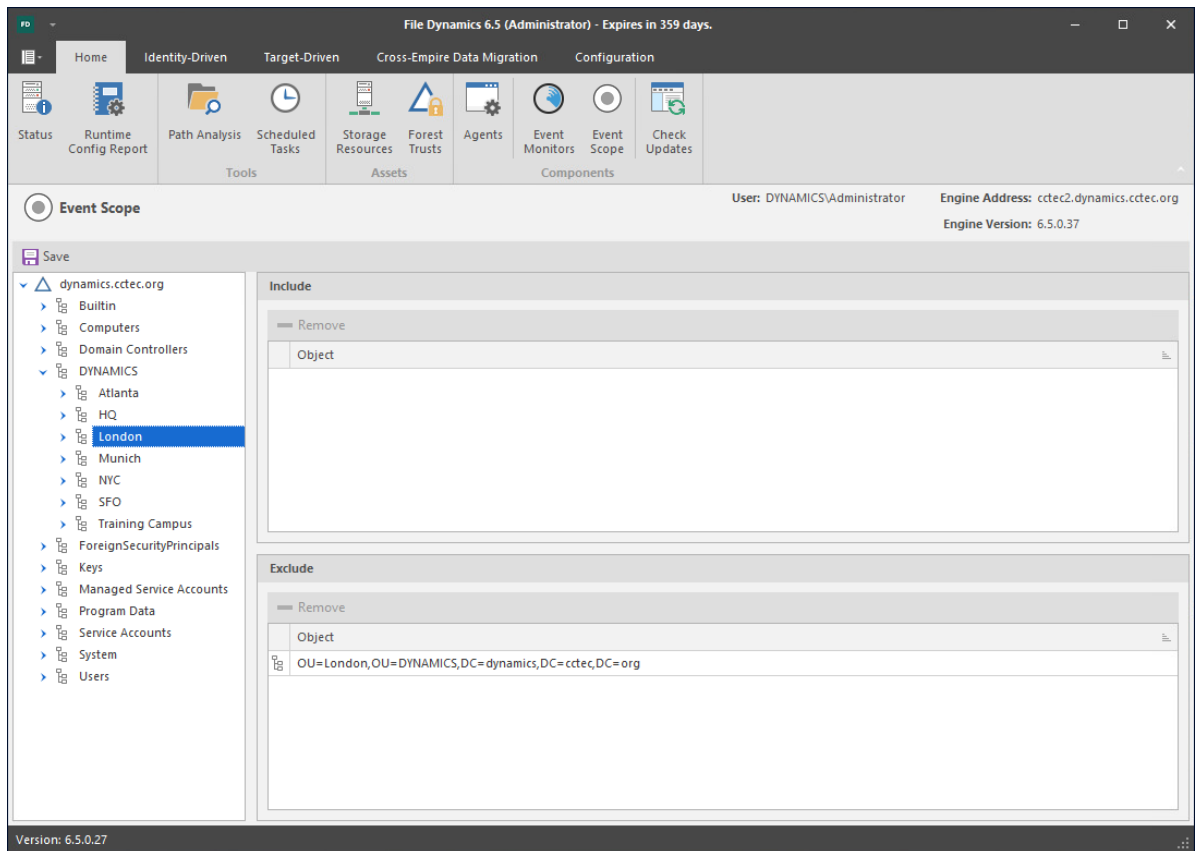 FD
File Dynamics 6.5 (Administrator) - Expires in 359 days.
Home Identity-Driven Target-Driven Cross-Empire Data Migration Configuration
Status Runtime Config Report Path Analysis Scheduled Tasks Storage Resources Forest Trusts Agents Event Monitors Event Scope Check Updates
Tools Assets Components
Event Scope
User: DYNAMICS\Administrator
Engine Address: cctec2.dynamics.cctec.org
Engine Version: 6.5.0.37
Save
dynamics.cctec.org
Builtin
Computers
Domain Controllers
DYNAMICS
Atlanta
HQ
London
Munich
NYC
SFO
Training Campus
ForeignSecurityPrincipals
Keys
Managed Service Accounts
Program Data
Service Accounts
System
Users
Include
Remove
Object
Exclude
Remove
Object
OU=London,OU=DYNAMICS,DC=dynamics,DC=cctec,DC=org
Version: 6.5.0.27